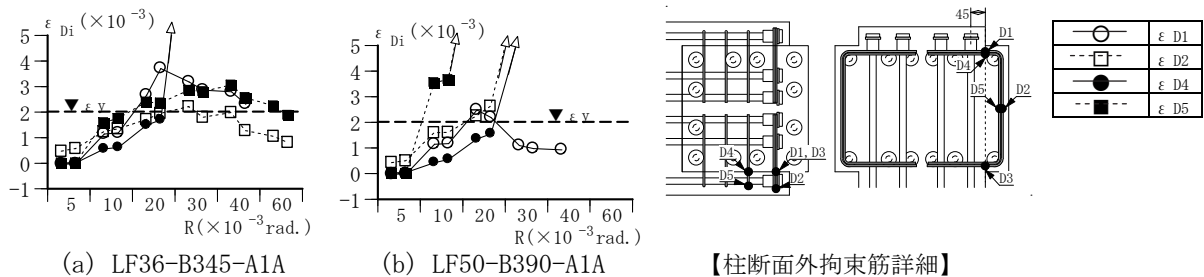 ε Di (×10⁻³)
5
4
3
2
1
0
-1
▼ ε y
5 10 20 30 40 60
R(×10⁻³rad.)
(a) LF36-B345-A1A
ε Di (×10⁻³)
5
4
3
2
1
0
-1
▼ ε y
5 10 20 30 40 60
R(×10⁻³rad.)
(b) LF50-B390-A1A
D4
D1,D3
D5
D2
45
D1
D4
D5
D2
D3
【柱断面外拘束筋詳細】
ε D1
ε D2
ε D4
ε D5